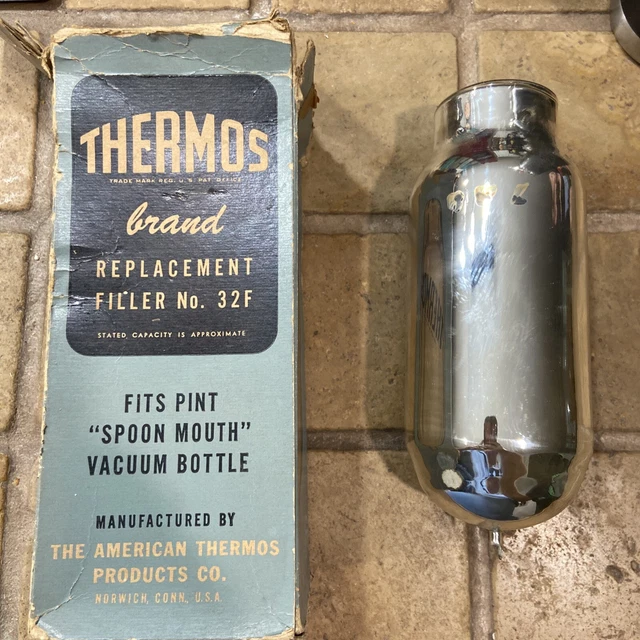 THERMOS
TRADE MARK REG. U.S. PAT. OFFICE
brand
REPLACEMENT
FILLER No. 32F
STATED CAPACITY IS APPROXIMATE
FITS PINT
"SPOON MOUTH"
VACUUM BOTTLE
MANUFACTURED BY
THE AMERICAN THERMOS
PRODUCTS CO.
NORWICH, CONN., U.S.A.